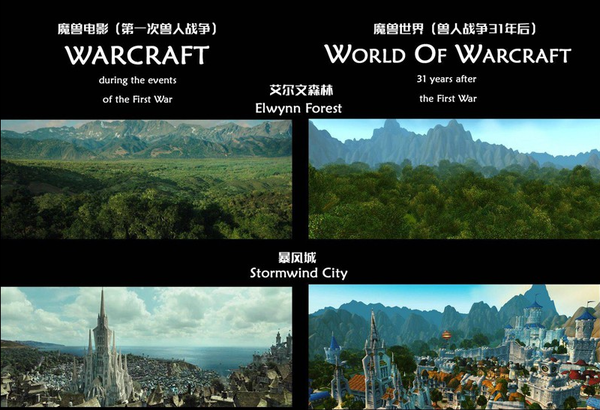 魔兽电影（第一次兽人战争）
WARCRAFT
during the events
of the First War
魔兽世界（兽人战争31年后）
WORLD OF WARCRAFT
31 years after
the First War
艾尔文森林
Elwynn Forest
暴风城
Stormwind City